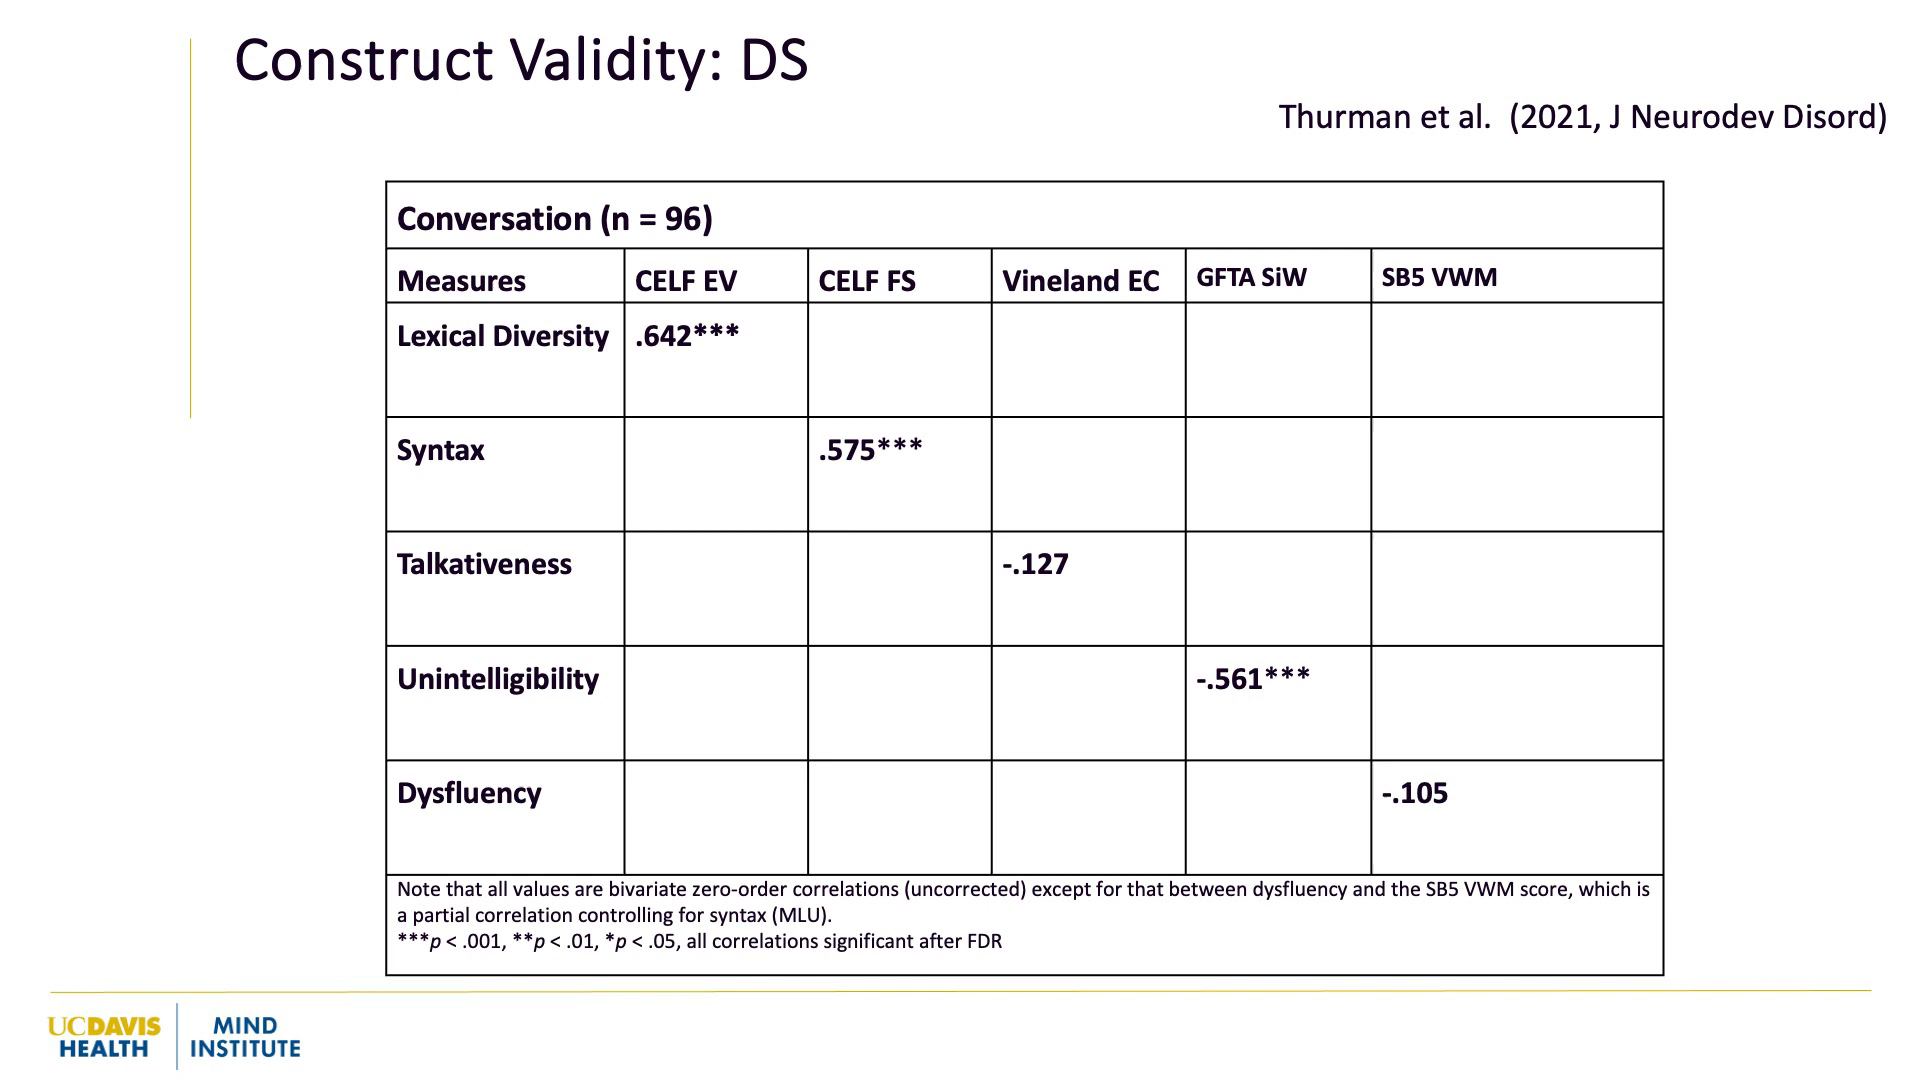 Construct Validity: DS
Thurman et al.  (2021, J Neurodev Disord)
Conversation (n = 96)
Measures CELF EV CELF FS Vineland EC GFTA SiW SB5 VWM
Lexical Diversity .642***
Syntax .575***
Talkativeness -.127
Unintelligibility -.561***
Dysfluency -.105
Note that all values are bivariate zero-order correlations (uncorrected) except for that between dysfluency and the SB5 VWM score, which is
a partial correlation controlling for syntax (MLU).
***p < .001, **p < .01, *p < .05, all correlations significant after FDR
UCDAVIS MIND
HEALTH INSTITUTE